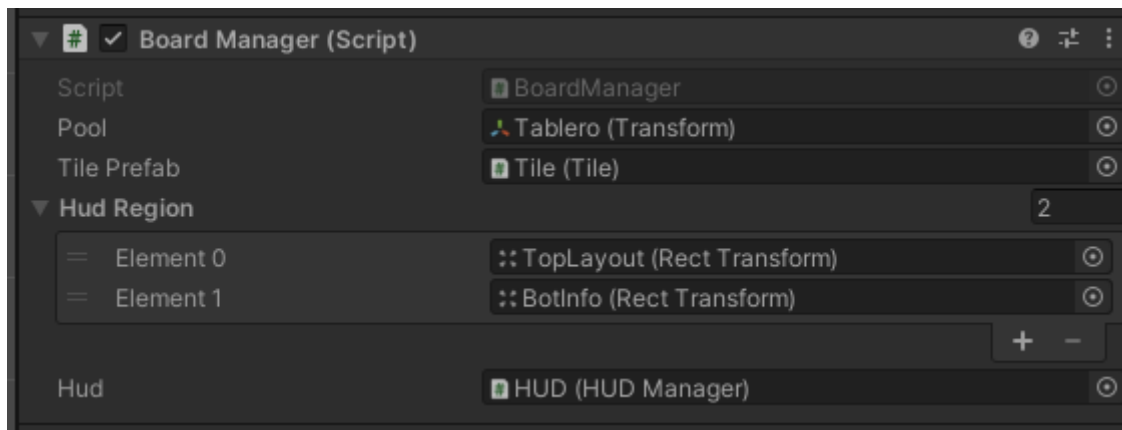 Board Manager (Script)
Script BoardManager
Pool Tablero (Transform)
Tile Prefab Tile (Tile)
Hud Region 2
Element 0 TopLayout (Rect Transform)
Element 1 BotInfo (Rect Transform)
Hud HUD (HUD Manager)